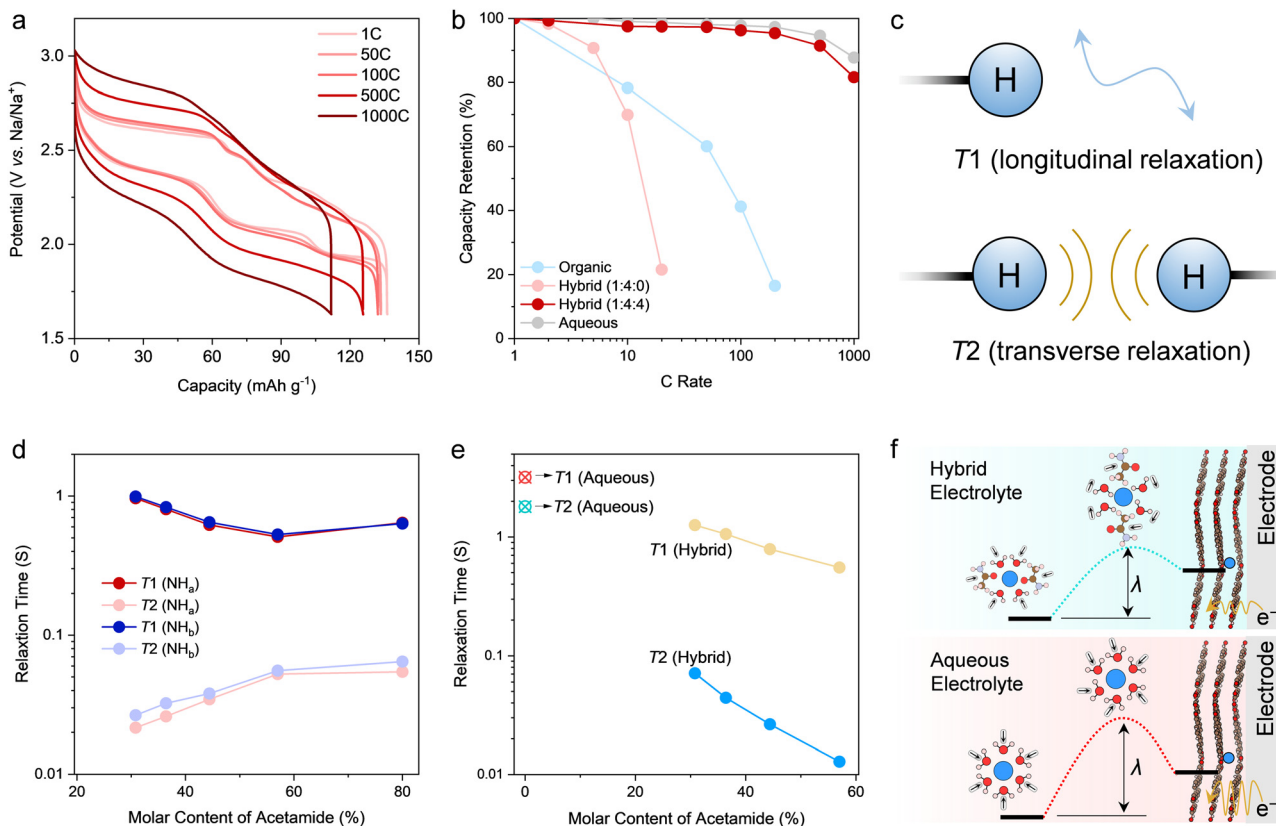 a
1C
50C
100C
500C
1000C
3.0
2.5
2.0
1.5
0
30
60
90
120
150
Potential (V vs. Na/Na⁺)
Capacity (mAh g⁻¹)
b
100
80
60
40
20
0
Capacity Retention (%)
Organic
Hybrid (1:4:0)
Hybrid (1:4:4)
Aqueous
1
10
100
1000
C Rate
c
H
T1 (longitudinal relaxation)
H
H
T2 (transverse relaxation)
d
1
0.1
0.01
Relaxation Time (S)
T1 (NHₐ)
T2 (NHₐ)
T1 (NH_b)
T2 (NH_b)
20
40
60
80
Molar Content of Acetamide (%)
e
T1 (Aqueous)
T2 (Aqueous)
T1 (Hybrid)
T2 (Hybrid)
1
0.1
0.01
Relaxtion Time (S)
0
20
40
60
Molar Content of Acetamide (%)
f
Hybrid
Electrolyte
λ
Electrode
e⁻
Aqueous
Electrolyte
λ
Electrode
e⁻